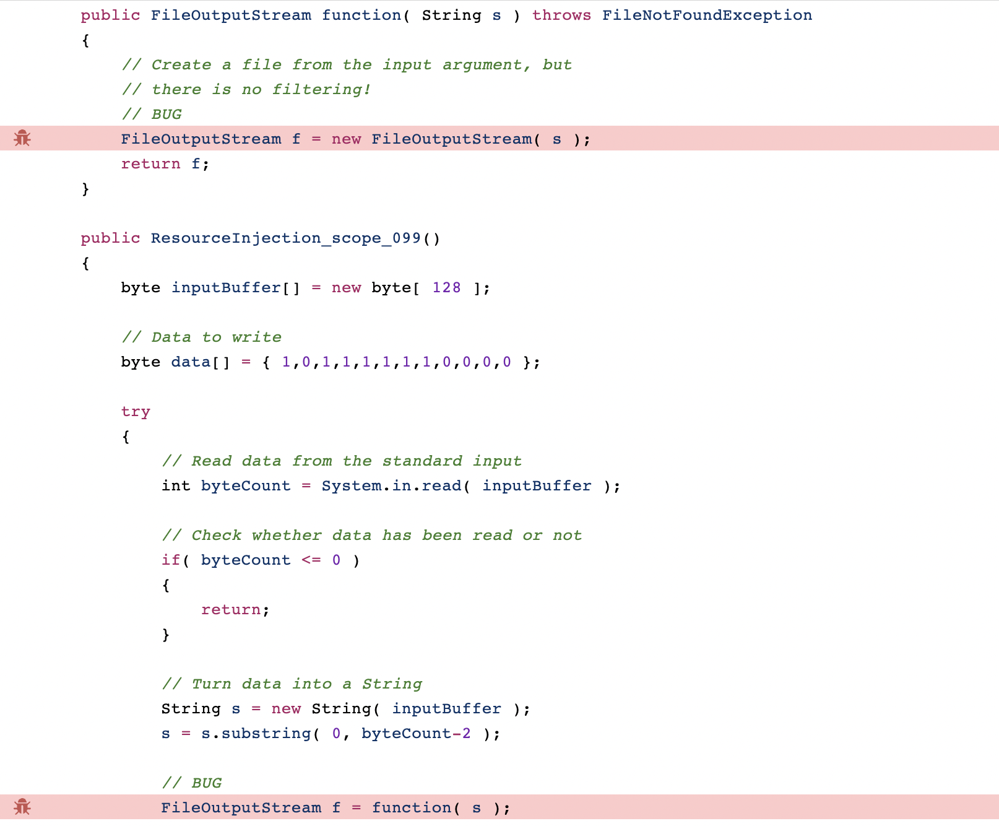 public FileOutputStream function( String s ) throws FileNotFoundException
{
// Create a file from the input argument, but
// there is no filtering!
// BUG
FileOutputStream f = new FileOutputStream( s );
return f;
}
public ResourceInjection_scope_099()
{
byte inputBuffer[] = new byte[ 128 ];
// Data to write
byte data[] = { 1,0,1,1,1,1,1,1,0,0,0,0 };
try
{
// Read data from the standard input
int byteCount = System.in.read( inputBuffer );
// Check whether data has been read or not
if( byteCount <= 0 )
{
return;
}
// Turn data into a String
String s = new String( inputBuffer );
s = s.substring( 0, byteCount-2 );
// BUG
FileOutputStream f = function( s );